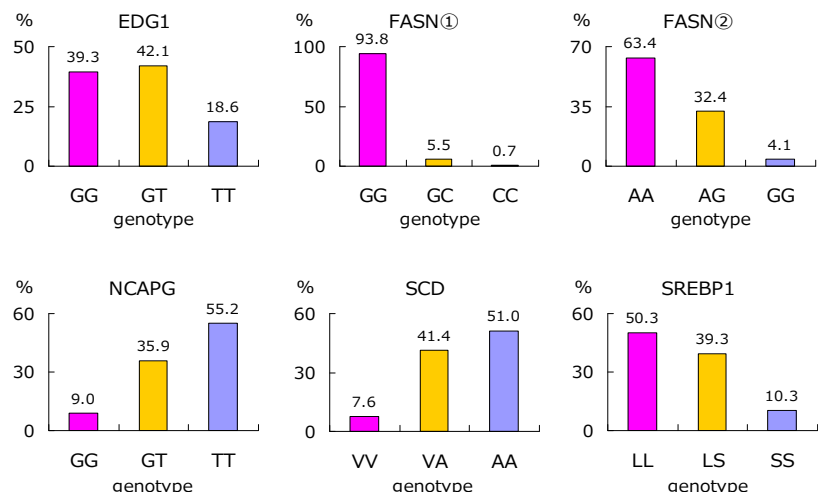 % EDG1
50
25
0
39.3 42.1 18.6
GG GT TT
genotype
% FASN①
100
50
0
93.8 5.5 0.7
GG GC CC
genotype
% FASN②
70
35
0
63.4 32.4 4.1
AA AG GG
genotype
% NCAPG
60
30
0
9.0 35.9 55.2
GG GT TT
genotype
% SCD
60
30
0
7.6 41.4 51.0
VV VA AA
genotype
% SREBP1
60
30
0
50.3 39.3 10.3
LL LS SS
genotype